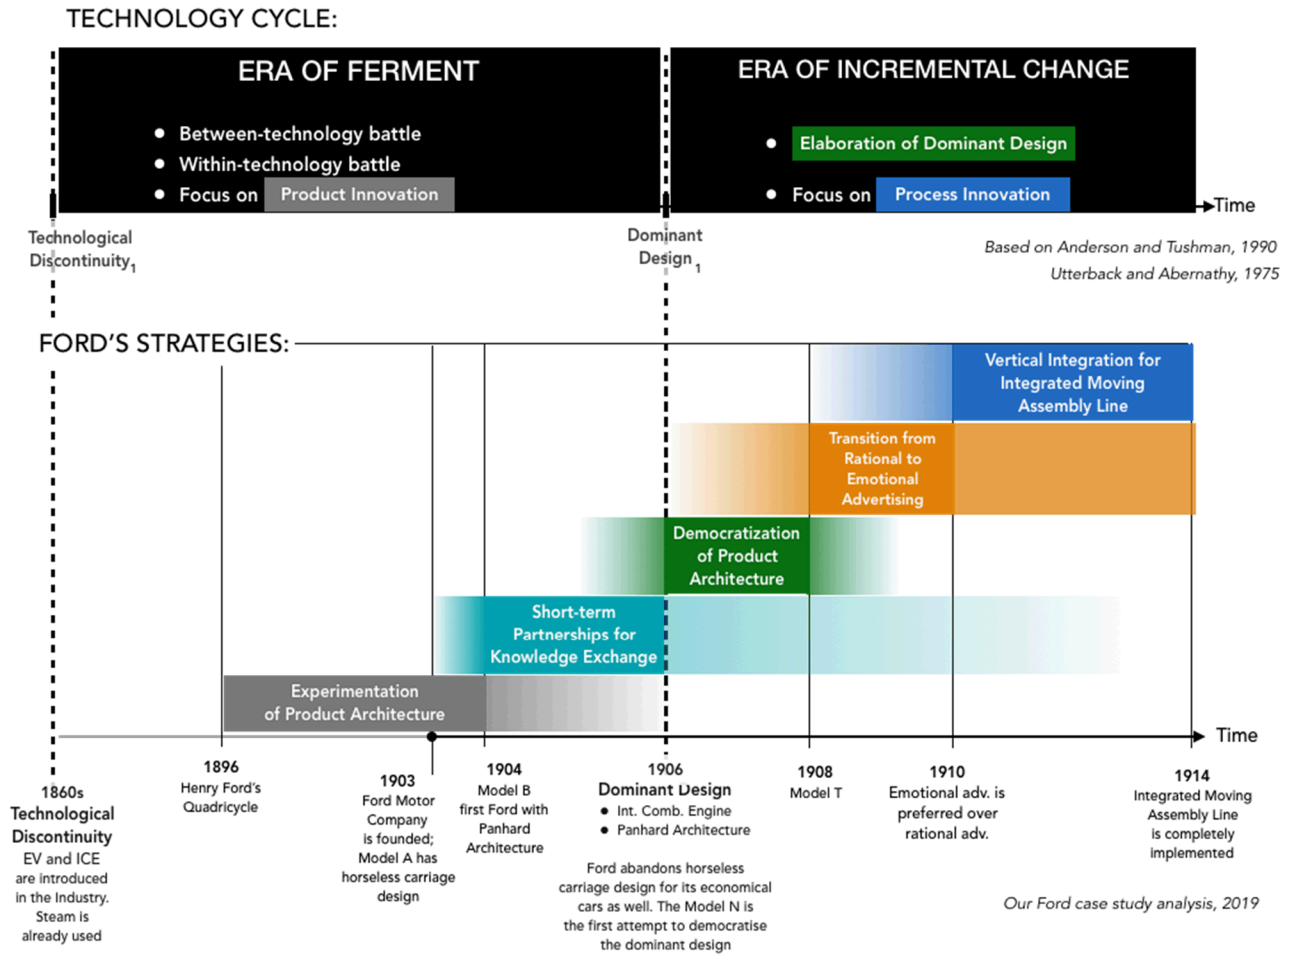 TECHNOLOGY CYCLE:
ERA OF FERMENT
• Between-technology battle
• Within-technology battle
• Focus on Product Innovation
ERA OF INCREMENTAL CHANGE
• Elaboration of Dominant Design
• Focus on Process Innovation
Time
Technological
Discontinuity1
Dominant
Design 1
Based on Anderson and Tushman, 1990
Utterback and Abernathy, 1975
FORD'S STRATEGIES:
Vertical Integration for
Integrated Moving
Assembly Line
Transition from
Rational to
Emotional
Advertising
Democratization
of Product
Architecture
Short-term
Partnerships for
Knowledge Exchange
Experimentation
of Product Architecture
Time
1860s
Technological
Discontinuity
EV and ICE
are introduced
in the Industry.
Steam is
already used
1896
Henry Ford's
Quadricycle
1903
Ford Motor
Company
is founded;
Model A has
horseless carriage
design
1904
Model B
first Ford with
Panhard
Architecture
1906
Dominant Design
• Int. Comb. Engine
• Panhard Architecture
Ford abandons horseless
carriage design for its economical
cars as well. The Model N is
the first attempt to democratise
the dominant design
1908
Model T
1910
Emotional adv. is
preferred over
rational adv.
1914
Integrated Moving
Assembly Line
is completely
implemented
Our Ford case study analysis, 2019